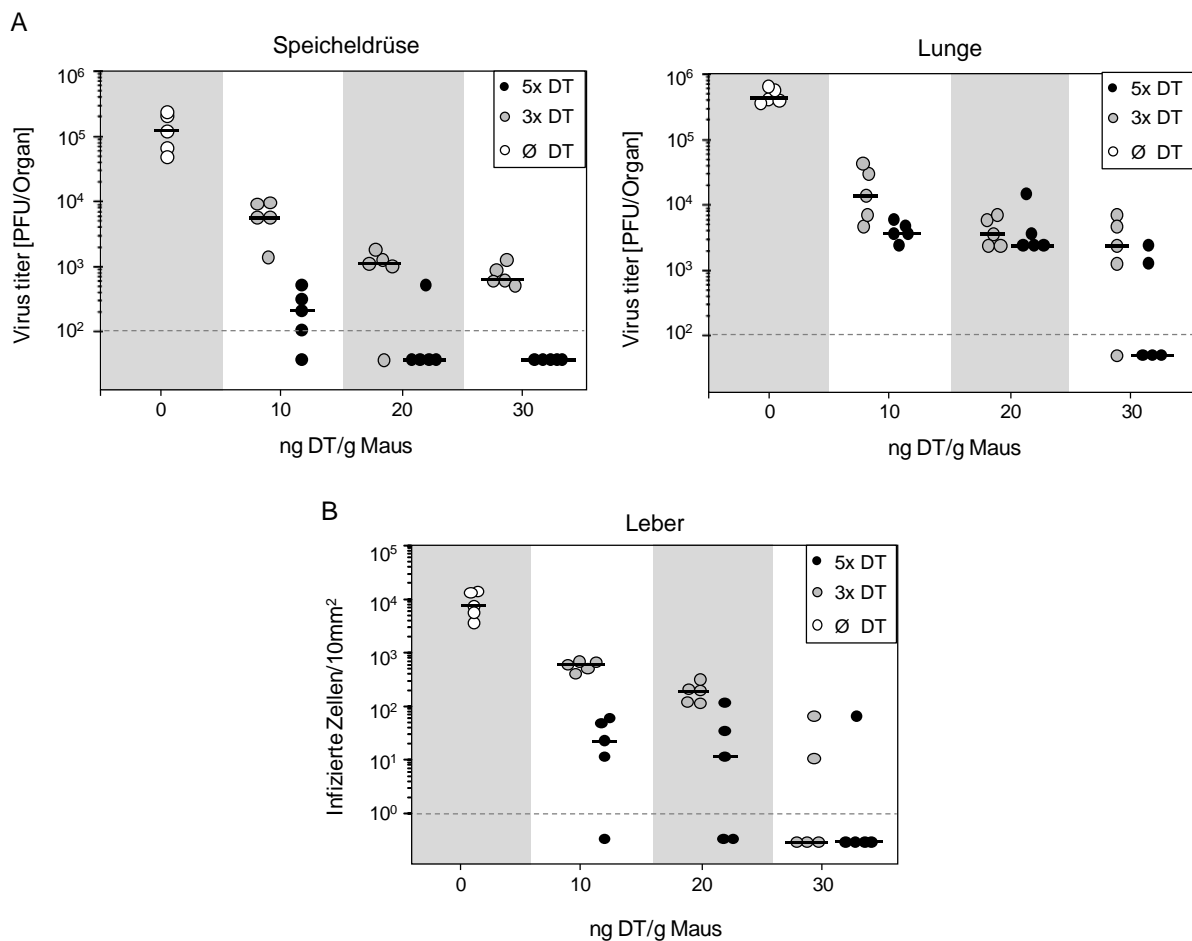 A
Speicheldrüse
Virus titer [PFU/Organ]
10⁶
10⁵
10⁴
10³
10²
5x DT
3x DT
Ø DT
0
10
20
30
ng DT/g Maus
Lunge
Virus titer [PFU/Organ]
10⁶
10⁵
10⁴
10³
10²
5x DT
3x DT
Ø DT
0
10
20
30
ng DT/g Maus
B
Leber
Infizierte Zellen/10mm²
10⁵
10⁴
10³
10²
10¹
10⁰
5x DT
3x DT
Ø DT
0
10
20
30
ng DT/g Maus